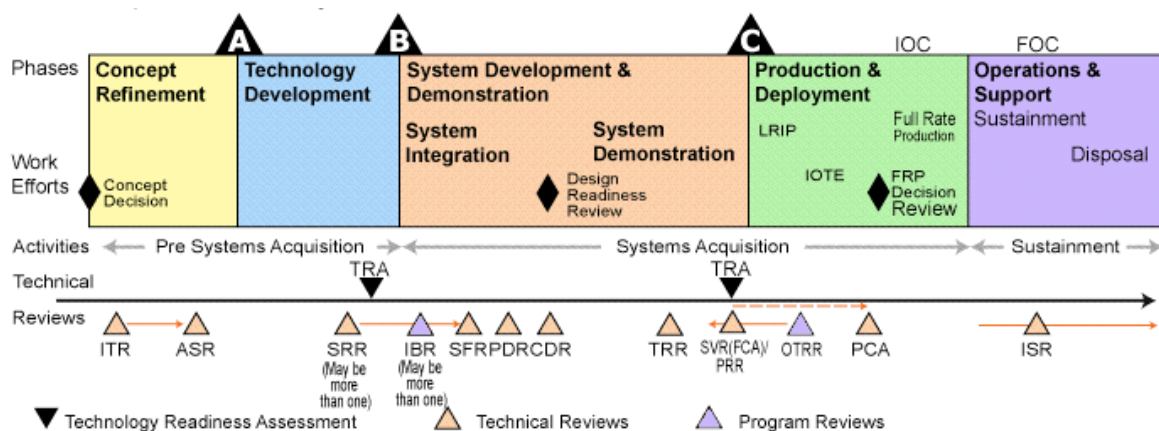 A
B
C
IOC
FOC
Phases
Concept
Refinement
Technology
Development
System Development &
Demonstration
Production &
Deployment
Operations &
Support
System
Integration
System
Demonstration
LRIP
Full Rate
Production
Sustainment
Disposal
Work
Efforts
Concept
Decision
Design
Readiness
Review
IOTE
FRP
Decision
Review
Activities
Pre Systems Acquisition
Systems Acquisition
Sustainment
Technical
TRA
TRA
Reviews
ITR
ASR
SRR
(May be
more
than one)
IBR
(May be
more
than one)
SFR
PDR
CDR
TRR
SVR(FCA)/
PRR
OTRR
PCA
ISR
Technology Readiness Assessment
Technical Reviews
Program Reviews